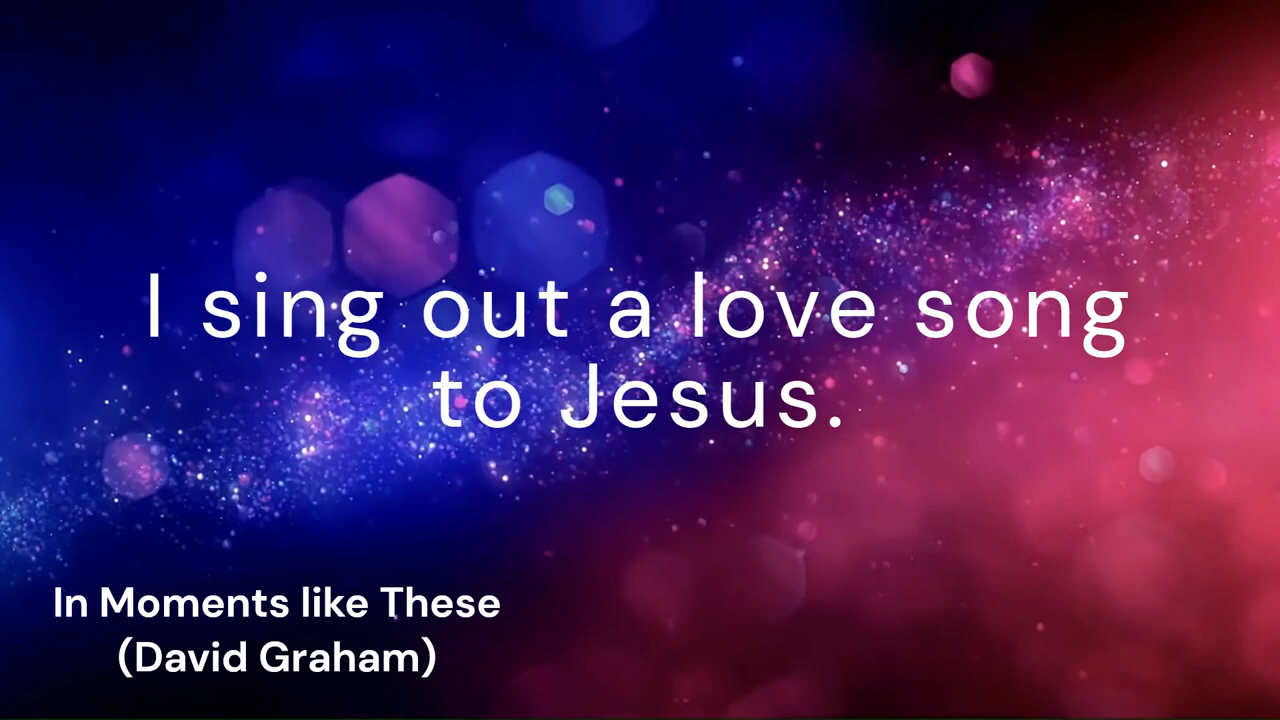 I sing out a love song
to Jesus.
In Moments like These
(David Graham)